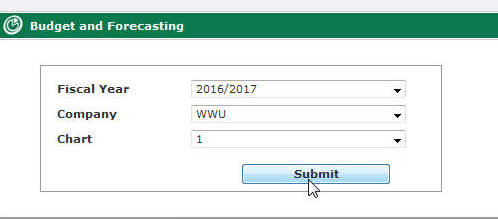 Budget and Forecasting
Fiscal Year 2016/2017
Company WWU
Chart 1
Submit